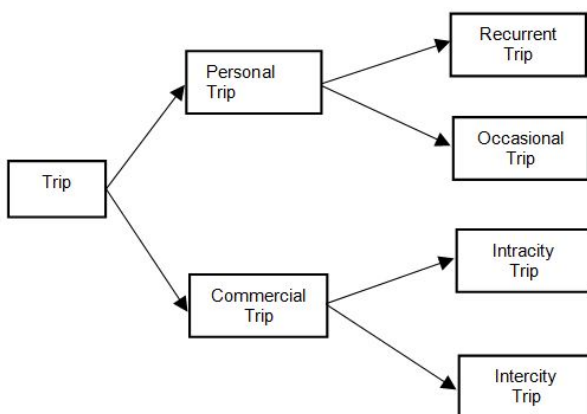 Recurrent
Trip
Personal
Trip
Occasional
Trip
Trip
Intracity
Trip
Commercial
Trip
Intercity
Trip